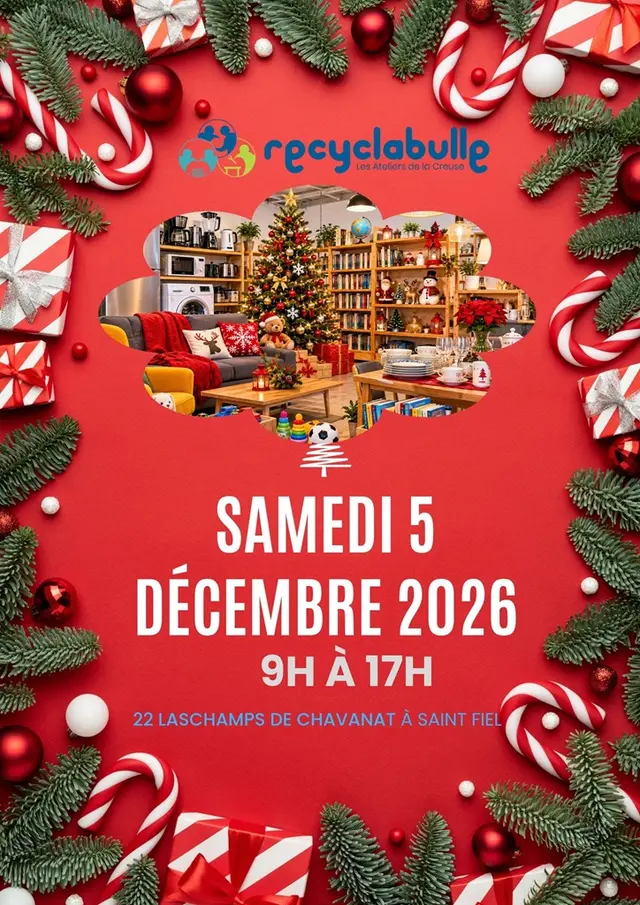 recyclabulle
Les Ateliers de la Creuse
SAMEDI 5
DÉCEMBRE 2026
9H À 17H
22 LASCHAMPS DE CHAVANAT À SAINT FIEL